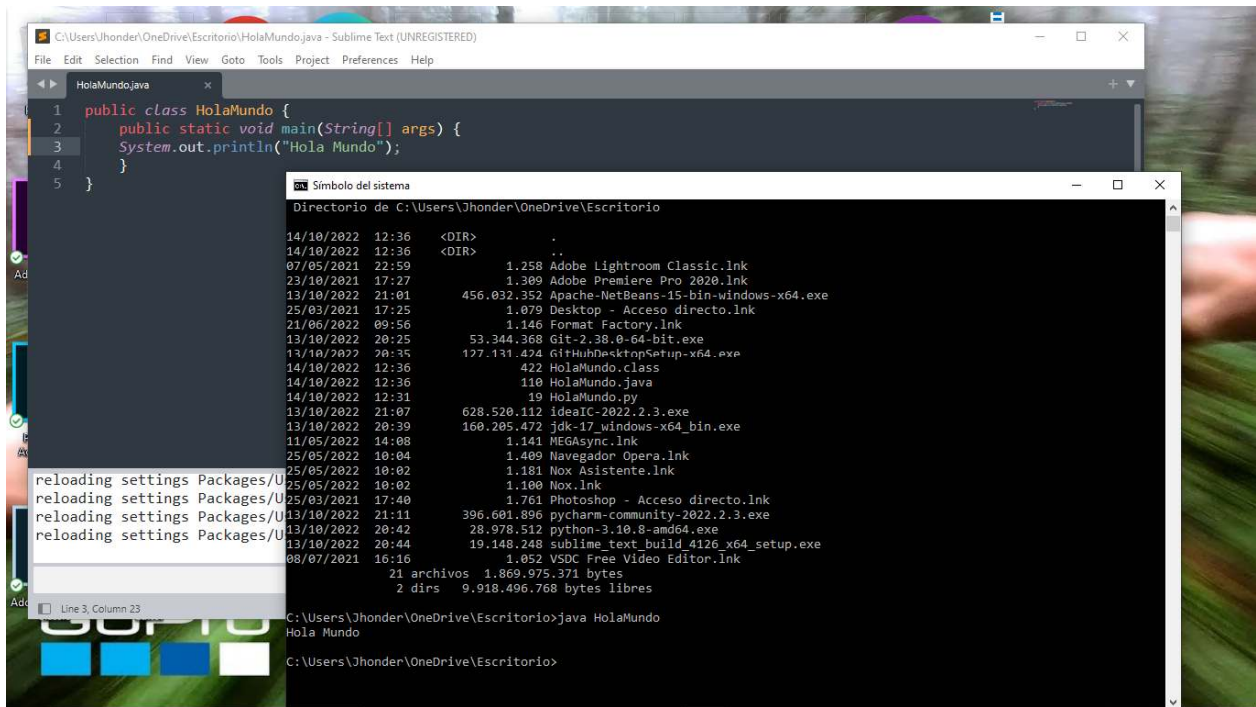 C:\Users\Jhonder\OneDrive\Escritorio\HolaMundo.java - Sublime Text (UNREGISTERED)
File Edit Selection Find View Goto Tools Project Preferences Help
HolaMundo.java
1 public class HolaMundo {
2 public static void main(String[] args) {
3 System.out.println("Hola Mundo");
4 }
5 }
Símbolo del sistema
Directorio de C:\Users\Jhonder\OneDrive\Escritorio
14/10/2022 12:36 <DIR> .
14/10/2022 12:36 <DIR> ..
07/05/2021 22:59 1.258 Adobe Lightroom Classic.lnk
23/10/2021 17:27 1.309 Adobe Premiere Pro 2020.lnk
13/10/2022 21:01 456.032.352 Apache-NetBeans-15-bin-windows-x64.exe
25/03/2021 17:25 1.079 Desktop - Acceso directo.lnk
21/06/2022 09:56 1.146 Format Factory.lnk
13/10/2022 20:25 53.344.368 Git-2.38.0-64-bit.exe
13/10/2022 20:35 127.131.424 GitHubDesktopSetup-x64.exe
14/10/2022 12:36 422 HolaMundo.class
14/10/2022 12:36 110 HolaMundo.java
14/10/2022 12:31 19 HolaMundo.py
13/10/2022 21:07 628.520.112 ideaIC-2022.2.3.exe
13/10/2022 20:39 160.205.472 jdk-17_windows-x64_bin.exe
11/05/2022 14:08 1.141 MEGAsync.lnk
25/05/2022 10:04 1.409 Navegador Opera.lnk
25/05/2022 10:02 1.181 Nox Asistente.lnk
25/05/2022 10:02 1.100 Nox.lnk
25/03/2021 17:40 1.761 Photoshop - Acceso directo.lnk
13/10/2022 21:11 396.601.896 pycharm-community-2022.2.3.exe
13/10/2022 20:42 28.978.512 python-3.10.8-amd64.exe
13/10/2022 20:44 19.148.248 sublime_text_build_4126_x64_setup.exe
08/07/2021 16:16 1.052 VSDC Free Video Editor.lnk
21 archivos 1.869.975.371 bytes
2 dirs 9.918.496.768 bytes libres
C:\Users\Jhonder\OneDrive\Escritorio>java HolaMundo
Hola Mundo
C:\Users\Jhonder\OneDrive\Escritorio>
reloading settings Packages/U
reloading settings Packages/U
reloading settings Packages/U
reloading settings Packages/U
Line 3, Column 23